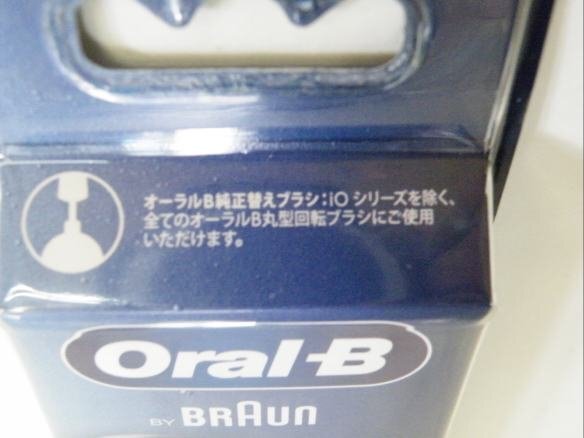 オーラルB純正替えブラシ:iO シリーズを除く、
全てのオーラルB丸型回転ブラシにご使用
いただけます。
Oral-B
BY BRAUN